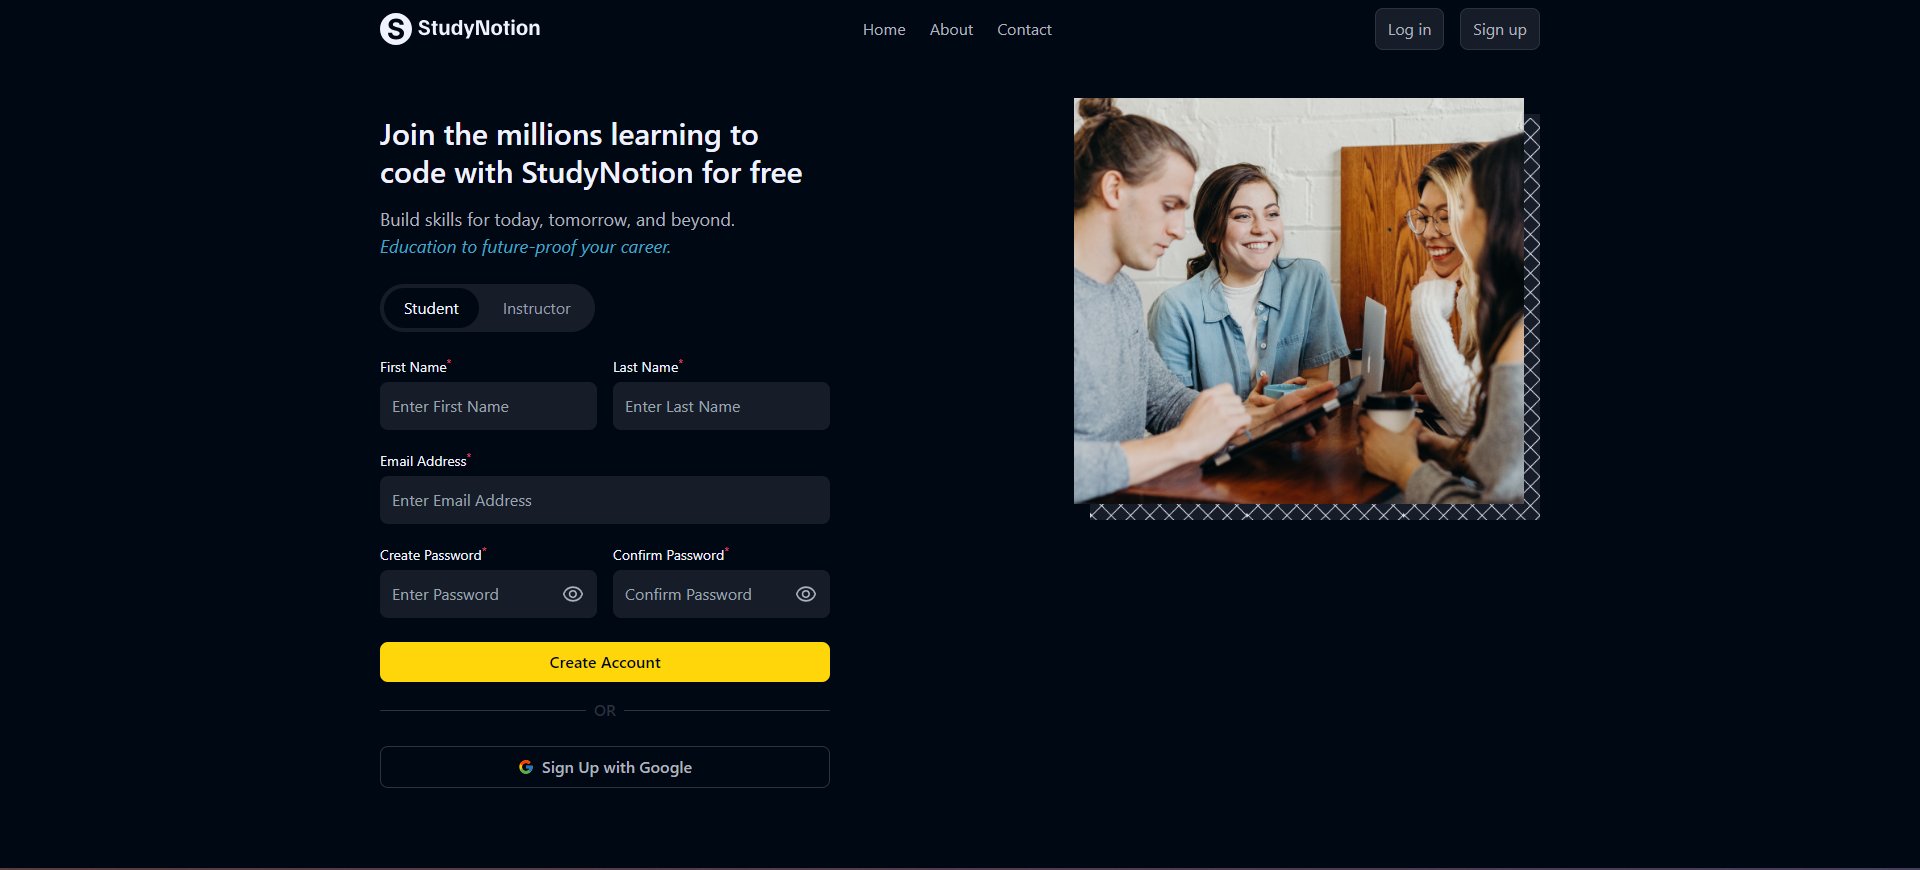 S StudyNotion
Home About Contact
Log in Sign up
Join the millions learning to
code with StudyNotion for free
Build skills for today, tomorrow, and beyond.
Education to future-proof your career.
Student Instructor
First Name* Last Name*
Enter First Name Enter Last Name
Email Address*
Enter Email Address
Create Password* Confirm Password*
Enter Password Confirm Password
Create Account
OR
G Sign Up with Google